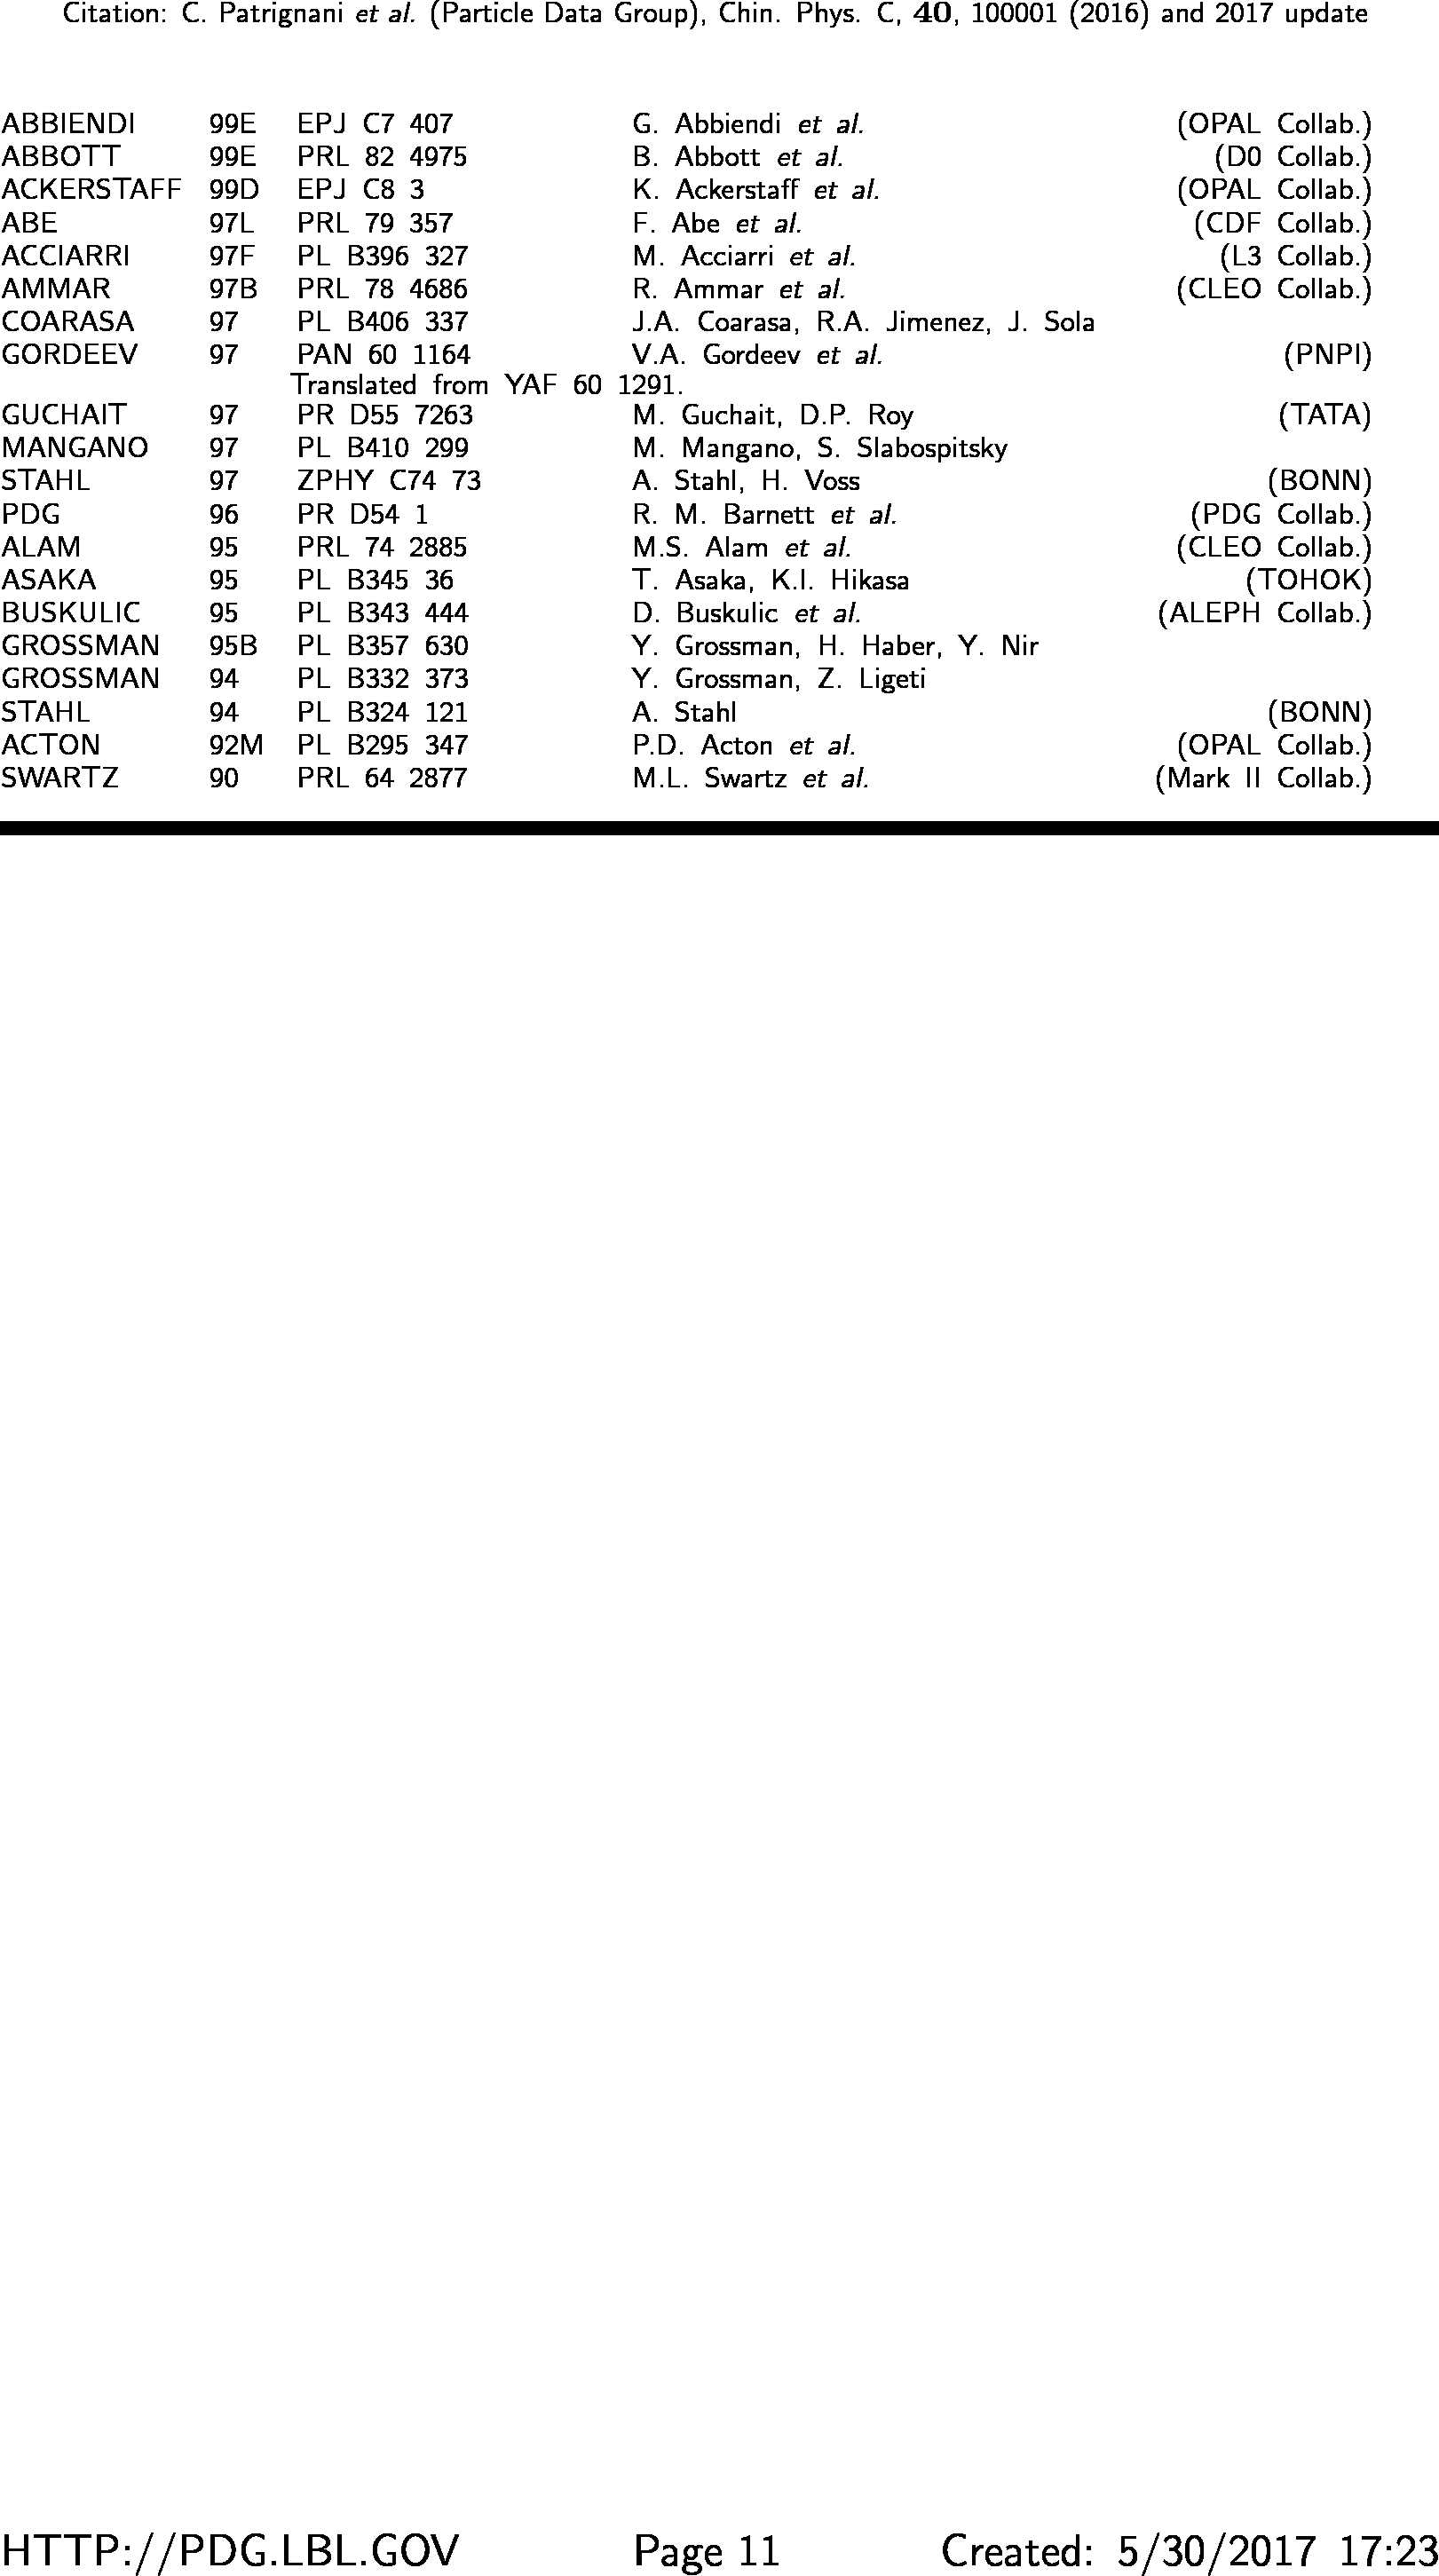 Citation: C. Patrignani et al. (Particle Data Group), Chin. Phys. C, 40, 100001 (2016) and 2017 update
ABBIENDI 99E EPJ C7 407 G. Abbiendi et al. (OPAL Collab.)
ABBOTT 99E PRL 82 4975 B. Abbott et al. (D0 Collab.)
ACKERSTAFF 99D EPJ C8 3 K. Ackerstaff et al. (OPAL Collab.)
ABE 97L PRL 79 357 F. Abe et al. (CDF Collab.)
ACCIARRI 97F PL B396 327 M. Acciarri et al. (L3 Collab.)
AMMAR 97B PRL 78 4686 R. Ammar et al. (CLEO Collab.)
COARASA 97 PL B406 337 J.A. Coarasa, R.A. Jimenez, J. Sola
GORDEEV 97 PAN 60 1164 V.A. Gordeev et al. (PNPI)
Translated from YAF 60 1291.
GUCHAIT 97 PR D55 7263 M. Guchait, D.P. Roy (TATA)
MANGANO 97 PL B410 299 M. Mangano, S. Slabospitsky
STAHL 97 ZPHY C74 73 A. Stahl, H. Voss (BONN)
PDG 96 PR D54 1 R. M. Barnett et al. (PDG Collab.)
ALAM 95 PRL 74 2885 M.S. Alam et al. (CLEO Collab.)
ASAKA 95 PL B345 36 T. Asaka, K.I. Hikasa (TOHOK)
BUSKULIC 95 PL B343 444 D. Buskulic et al. (ALEPH Collab.)
GROSSMAN 95B PL B357 630 Y. Grossman, H. Haber, Y. Nir
GROSSMAN 94 PL B332 373 Y. Grossman, Z. Ligeti
STAHL 94 PL B324 121 A. Stahl (BONN)
ACTON 92M PL B295 347 P.D. Acton et al. (OPAL Collab.)
SWARTZ 90 PRL 64 2877 M.L. Swartz et al. (Mark II Collab.)
HTTP://PDG.LBL.GOV Page 11 Created: 5/30/2017 17:23